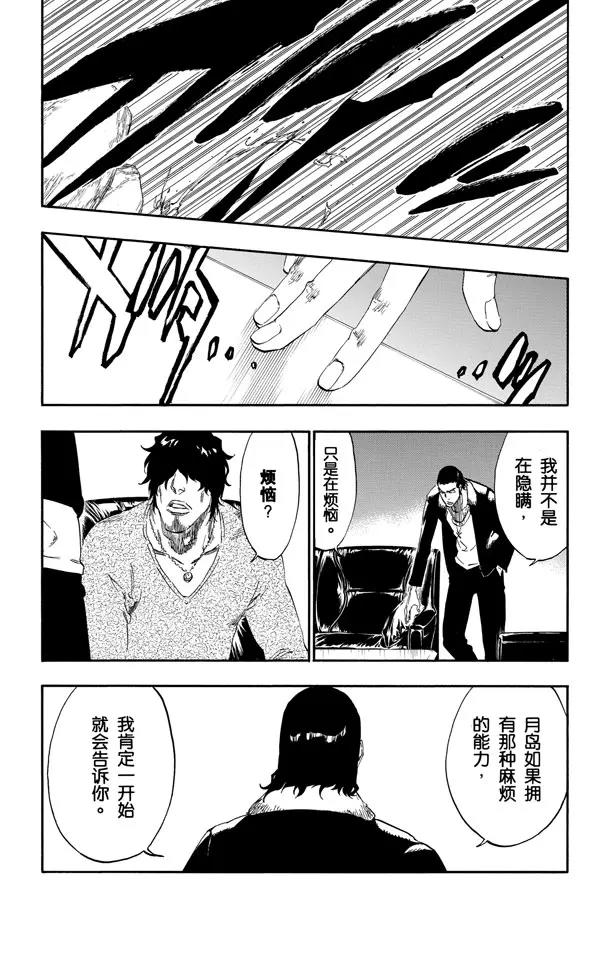 我并不是
在隐瞒，
只是在烦恼。
烦恼？
月岛如果拥
有那种麻烦
的能力，
我肯定一开始
就会告诉你。